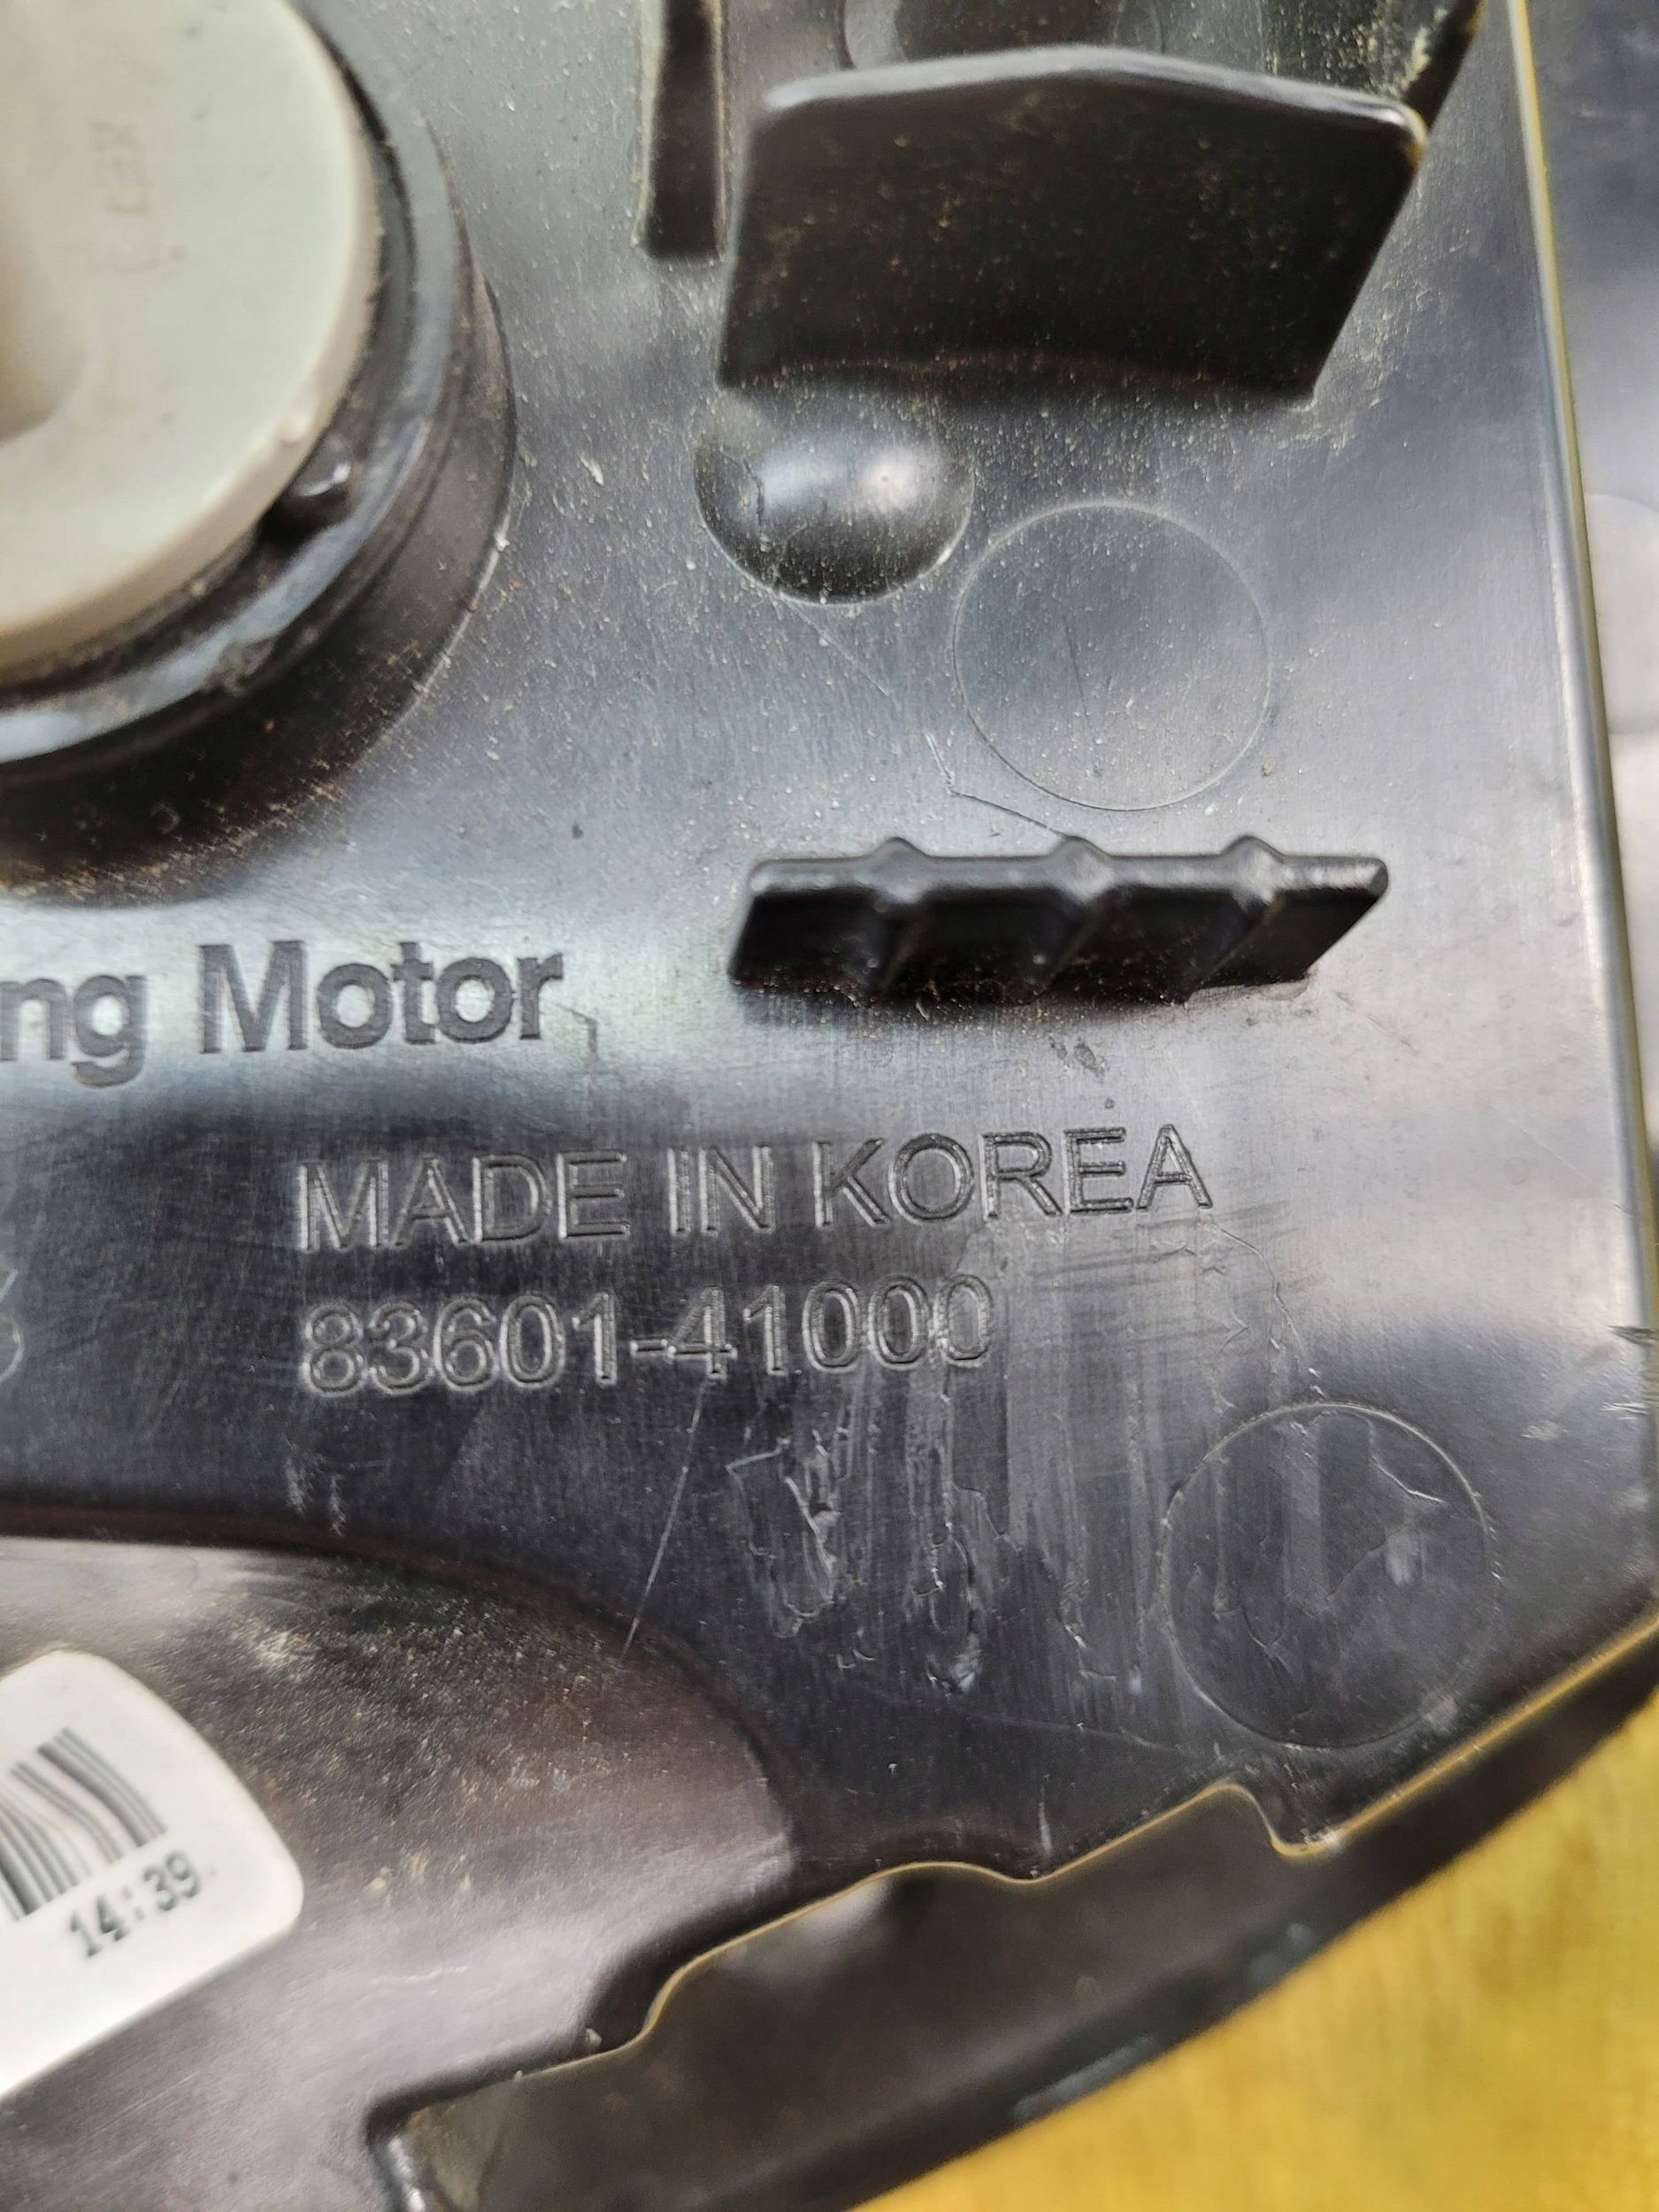 ng Motor
MADE IN KOREA
83601-41000
14:39